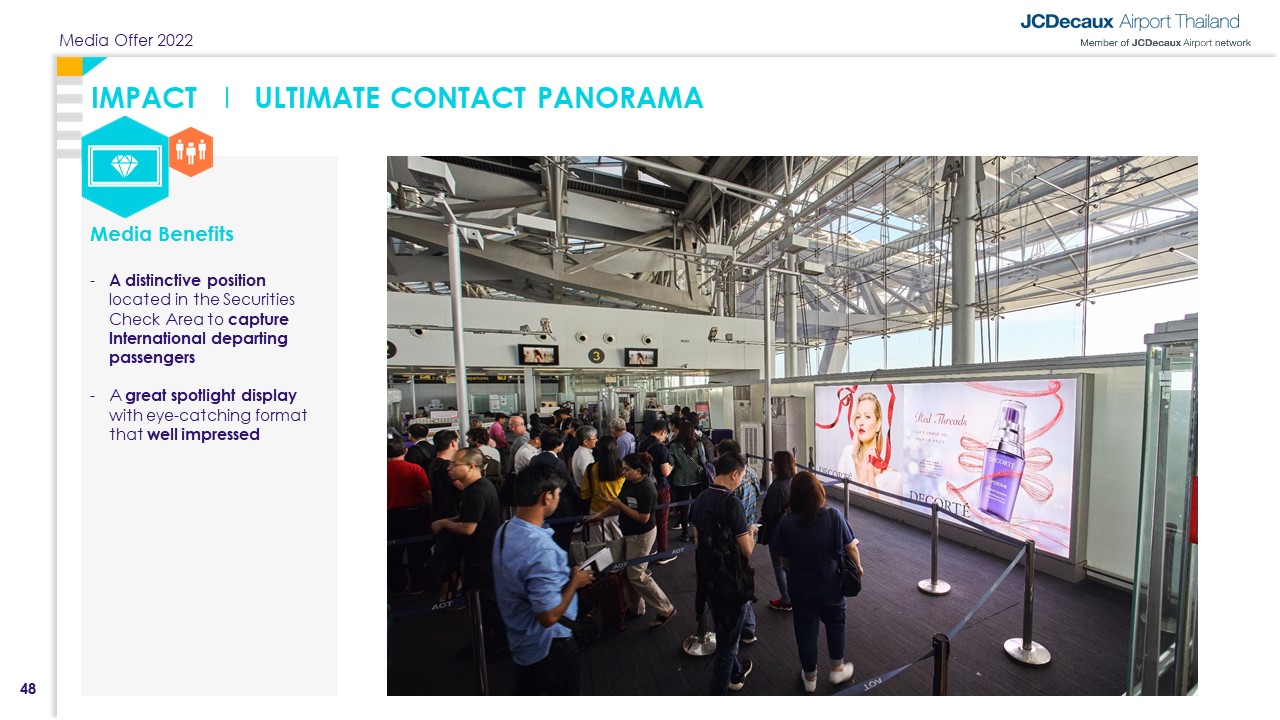 Media Offer 2022
JCDecaux Airport Thailand
Member of JCDecaux Airport network
IMPACT | ULTIMATE CONTACT PANORAMA
Media Benefits
- A distinctive position
located in the Securities
Check Area to capture
International departing
passengers
- A great spotlight display
with eye-catching format
that well impressed
3
Red Threads
DECORTÉ
DECORTÉ
AOT
AOT
AOT
48